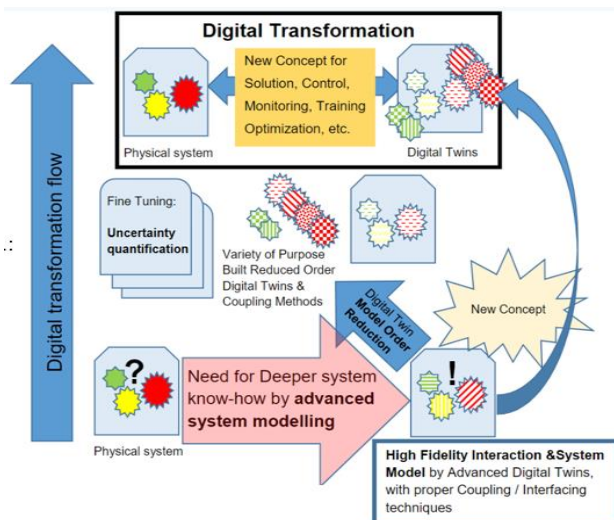 Digital Transformation
New Concept for
Solution, Control,
Monitoring, Training
Optimization, etc.
Physical system
Digital Twins
Digital transformation flow
Fine Tuning:
Uncertainty
quantification
Variety of Purpose
Built Reduced Order
Digital Twins &
Coupling Methods
Digital Twin
Model Order
Reduction
New Concept
.:
?
Need for Deeper system
know-how by advanced
system modelling
!
Physical system
High Fidelity Interaction &System
Model by Advanced Digital Twins,
with proper Coupling / Interfacing
techniques